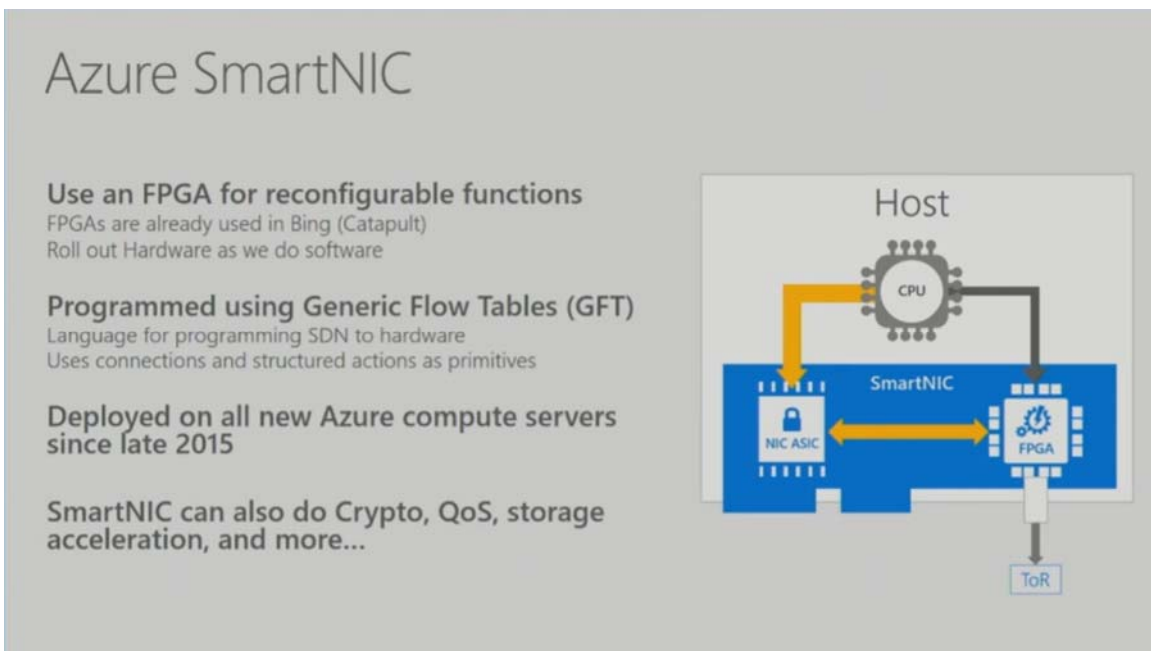 Azure SmartNIC
Use an FPGA for reconfigurable functions
FPGAs are already used in Bing (Catapult)
Roll out Hardware as we do software
Programmed using Generic Flow Tables (GFT)
Language for programming SDN to hardware
Uses connections and structured actions as primitives
Deployed on all new Azure compute servers
since late 2015
SmartNIC can also do Crypto, QoS, storage
acceleration, and more...
Host
CPU
SmartNIC
NIC ASIC
FPGA
ToR